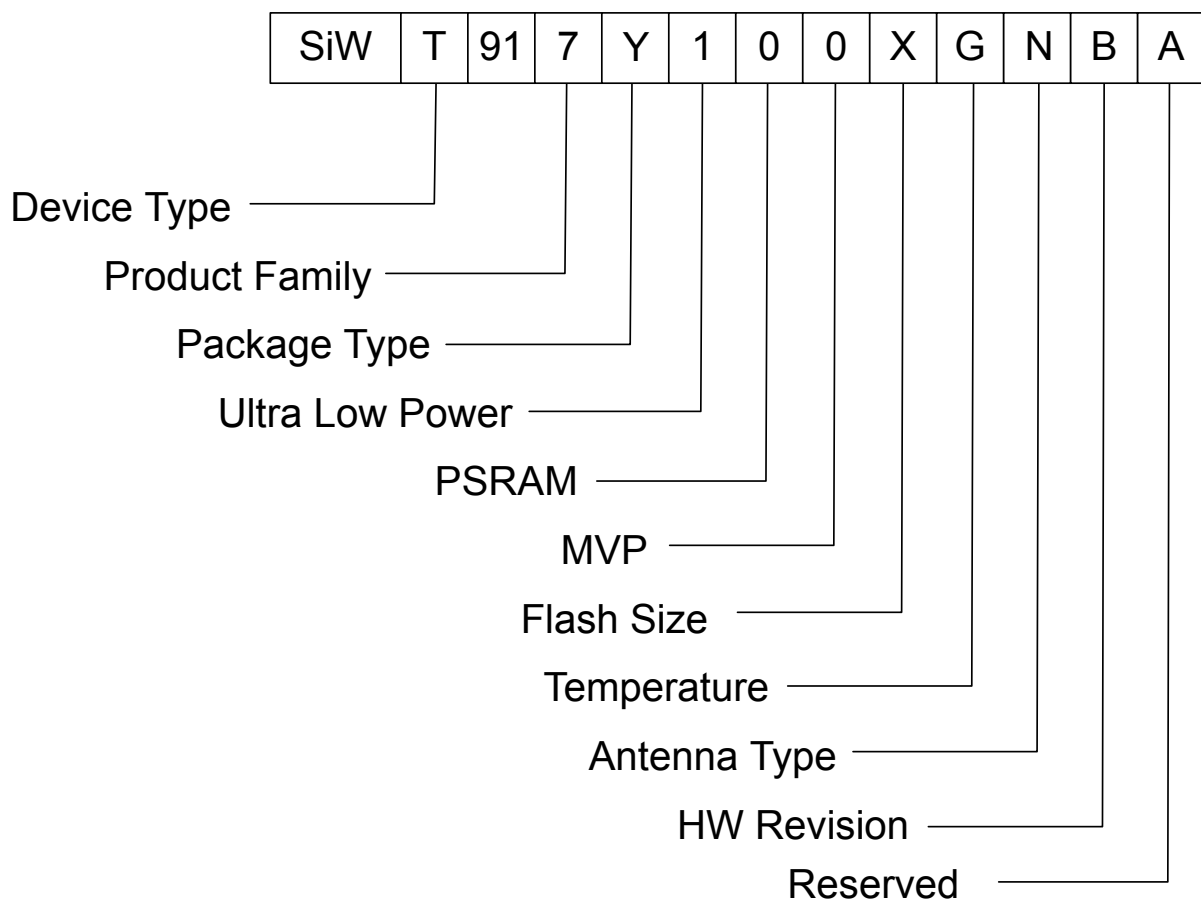 SiW T 91 7 Y 1 0 0 X G N B A
Device Type
Product Family
Package Type
Ultra Low Power
PSRAM
MVP
Flash Size
Temperature
Antenna Type
HW Revision
Reserved